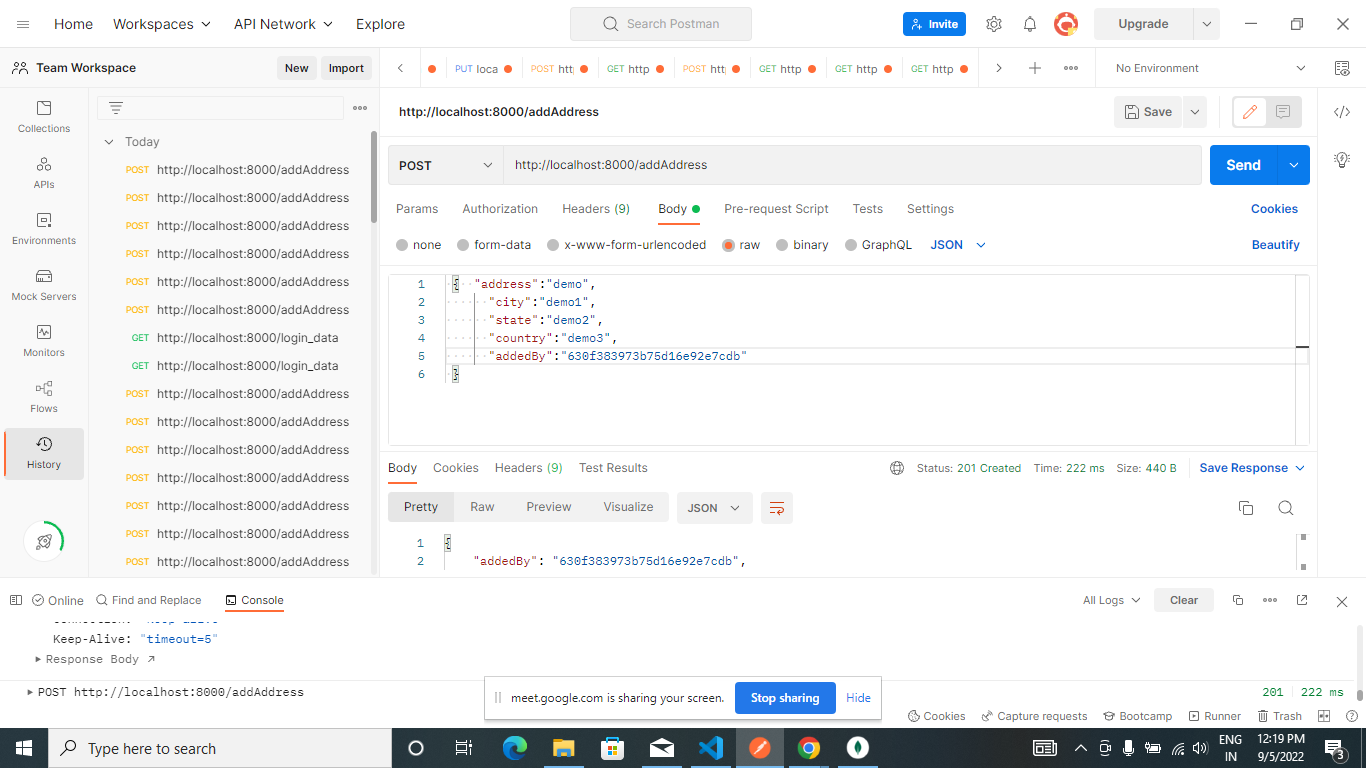 Home Workspaces API Network Explore Search Postman Invite Upgrade
Team Workspace New Import PUT loca POST htt GET http POST htt GET http GET http GET http No Environment
Collections
APIs
Environments
Mock Servers
Monitors
Flows
History
Today
POST http://localhost:8000/addAddress
POST http://localhost:8000/addAddress
POST http://localhost:8000/addAddress
POST http://localhost:8000/addAddress
POST http://localhost:8000/addAddress
POST http://localhost:8000/addAddress
GET http://localhost:8000/login_data
GET http://localhost:8000/login_data
POST http://localhost:8000/addAddress
POST http://localhost:8000/addAddress
POST http://localhost:8000/addAddress
POST http://localhost:8000/addAddress
POST http://localhost:8000/addAddress
POST http://localhost:8000/addAddress
POST http://localhost:8000/addAddress
http://localhost:8000/addAddress Save
POST http://localhost:8000/addAddress Send
Params Authorization Headers (9) Body Pre-request Script Tests Settings Cookies
none form-data x-www-form-urlencoded raw binary GraphQL JSON Beautify
1 { "address":"demo",
2 "city":"demo1",
3 "state":"demo2",
4 "country":"demo3",
5 "addedBy":"630f383973b75d16e92e7cdb"
6 }
Body Cookies Headers (9) Test Results Status: 201 Created Time: 222 ms Size: 440 B Save Response
Pretty Raw Preview Visualize JSON
1 {
2 "addedBy": "630f383973b75d16e92e7cdb",
Online Find and Replace Console All Logs Clear
Keep-Alive: "timeout=5"
Response Body ↗
POST http://localhost:8000/addAddress 201 222 ms
meet.google.com is sharing your screen. Stop sharing Hide
Cookies Capture requests Bootcamp Runner Trash
Type here to search ENG IN 12:19 PM 9/5/2022 3